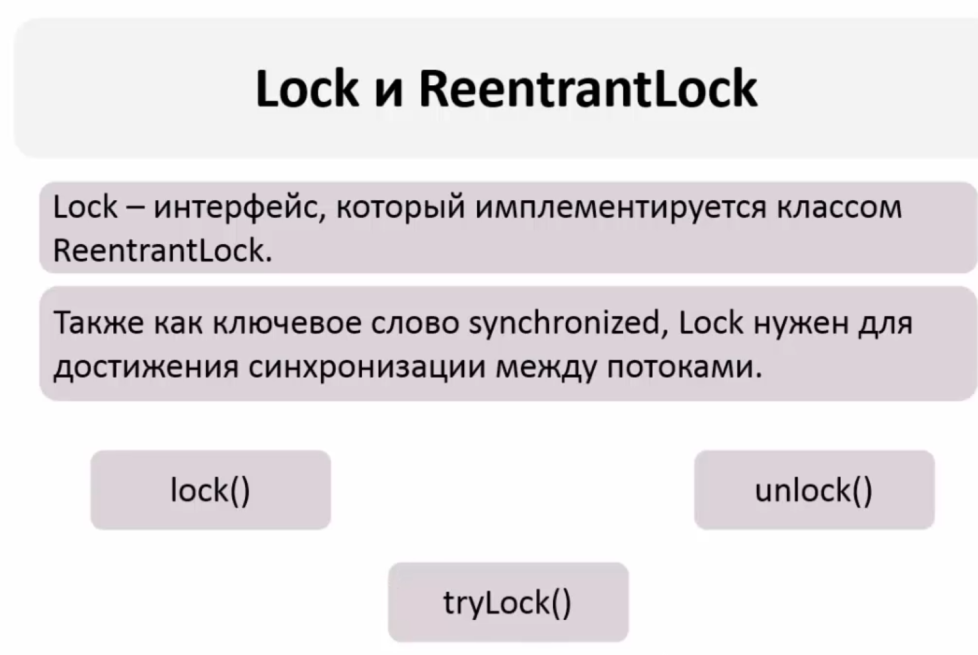 Lock и ReentrantLock
Lock – интерфейс, который имплементируется классом
ReentrantLock.
Также как ключевое слово synchronized, Lock нужен для
достижения синхронизации между потоками.
lock()
unlock()
tryLock()